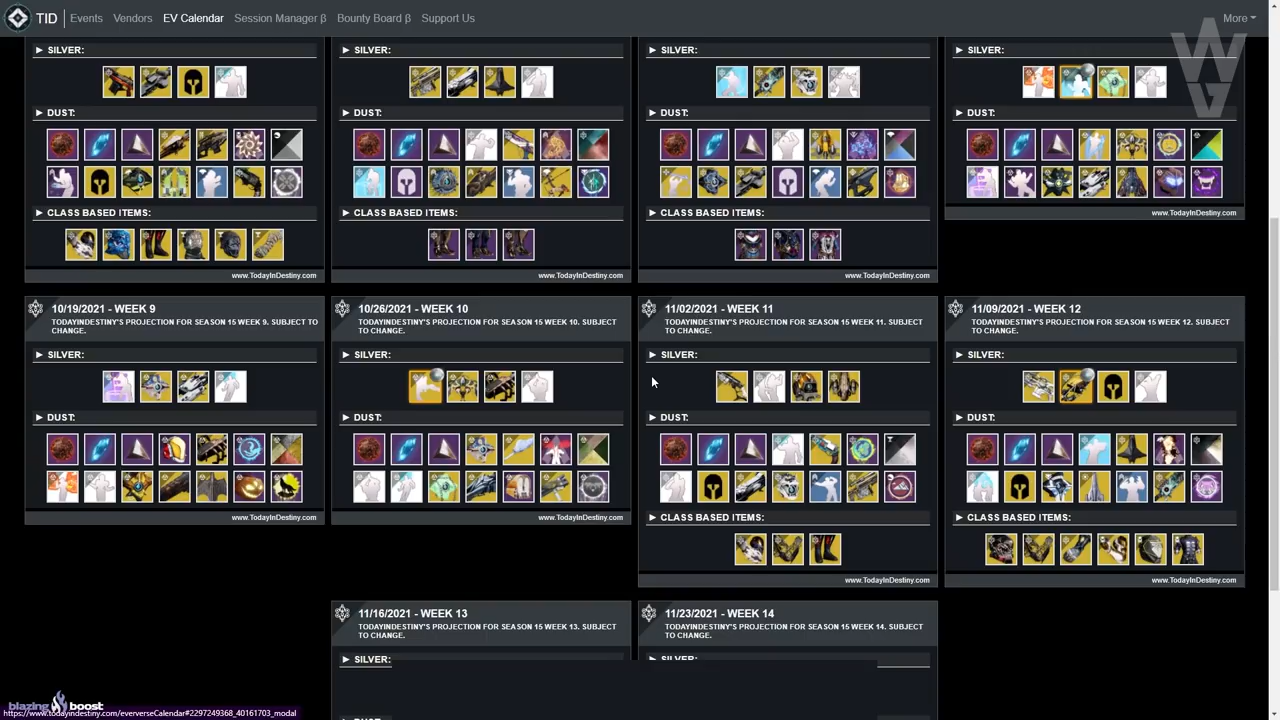 TID Events Vendors EV Calendar Session Manager β Bounty Board β Support Us More
WG
▶ SILVER: ▶ SILVER: ▶ SILVER: ▶ SILVER:
▶ DUST: ▶ DUST: ▶ DUST: ▶ DUST:
▶ CLASS BASED ITEMS: ▶ CLASS BASED ITEMS: ▶ CLASS BASED ITEMS: www.TodayInDestiny.com
www.TodayInDestiny.com www.TodayInDestiny.com www.TodayInDestiny.com
10/19/2021 - WEEK 9
TODAYINDESTINY'S PROJECTION FOR SEASON 15 WEEK 9. SUBJECT TO
CHANGE.
▶ SILVER:
▶ DUST:
www.TodayInDestiny.com
10/26/2021 - WEEK 10
TODAYINDESTINY'S PROJECTION FOR SEASON 15 WEEK 10. SUBJECT
TO CHANGE.
▶ SILVER:
▶ DUST:
www.TodayInDestiny.com
11/02/2021 - WEEK 11
TODAYINDESTINY'S PROJECTION FOR SEASON 15 WEEK 11. SUBJECT
TO CHANGE.
▶ SILVER:
▶ DUST:
▶ CLASS BASED ITEMS:
www.TodayInDestiny.com
11/09/2021 - WEEK 12
TODAYINDESTINY'S PROJECTION FOR SEASON 15 WEEK 12. SUBJECT
TO CHANGE.
▶ SILVER:
▶ DUST:
▶ CLASS BASED ITEMS:
www.TodayInDestiny.com
11/16/2021 - WEEK 13
TODAYINDESTINY'S PROJECTION FOR SEASON 15 WEEK 13. SUBJECT
TO CHANGE.
▶ SILVER:
11/23/2021 - WEEK 14
TODAYINDESTINY'S PROJECTION FOR SEASON 15 WEEK 14. SUBJECT
TO CHANGE.
▶ SILVER:
blazing boost
https://www.todayindestiny.com/eververseCalendar#2297249368_40161703_modal